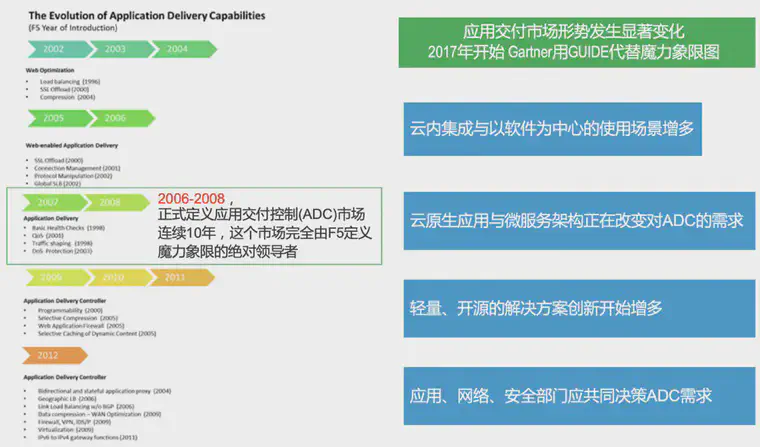 The Evolution of Application Delivery Capabilities
(F5 Year of Introduction)
2002 2003 2004
Web Optimization
• Load balancing (1996)
• SSL Offload (2000)
• Compression (2004)
2005 2006
Web-enabled Application Delivery
• SSL Offload (2000)
• Connection Management (2001)
• Protocol Manipulation (2002)
• Global SLB (2002)
2007 2008
Application Delivery
• Basic Health Checks (1998)
• QoS (2003)
• Traffic shaping (1998)
• DoS Protection (2003)
2006-2008，
正式定义应用交付控制(ADC)市场
连续10年，这个市场完全由F5定义
魔力象限的绝对领导者
2009 2010 2011
Application Delivery Controller
• Programmability (2000)
• Selective Compression (2005)
• Web Application Firewall (2005)
• Selective Caching of Dynamic Content (2005)
2012
Application Delivery Controller
• Bidirectional and stateful application proxy (2004)
• Geographic LB (2006)
• Link Load Balancing w/o BGP (2006)
• Data compression – WAN Optimization (2009)
• Firewall, VPN, IDS/P (2009)
• Virtualization (2009)
• IPv6 to IPv4 gateway functions (2011)
应用交付市场形势发生显著变化
2017年开始 Gartner用GUIDE代替魔力象限图
云内集成与以软件为中心的使用场景增多
云原生应用与微服务架构正在改变对ADC的需求
轻量、开源的解决方案创新开始增多
应用、网络、安全部门应共同决策ADC需求